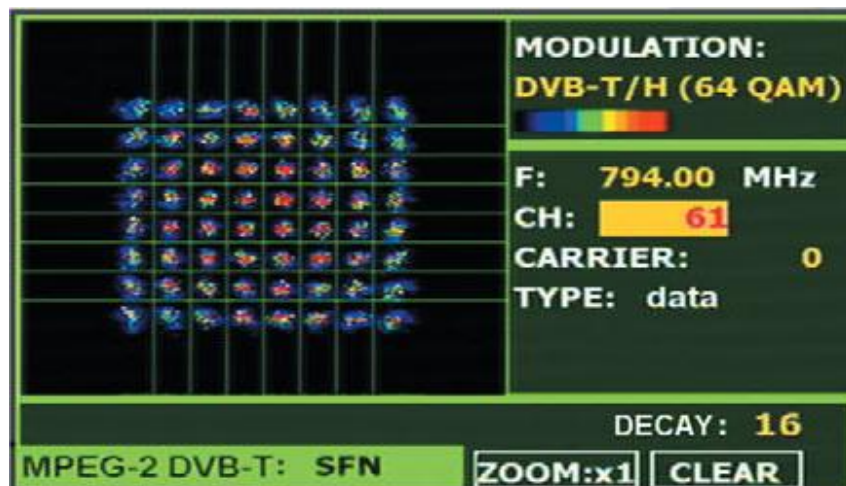 MODULATION:
DVB-T/H (64 QAM)
F: 794.00 MHz
CH: 61
CARRIER: 0
TYPE: data
DECAY: 16
MPEG-2 DVB-T: SFN
ZOOM:x1 CLEAR